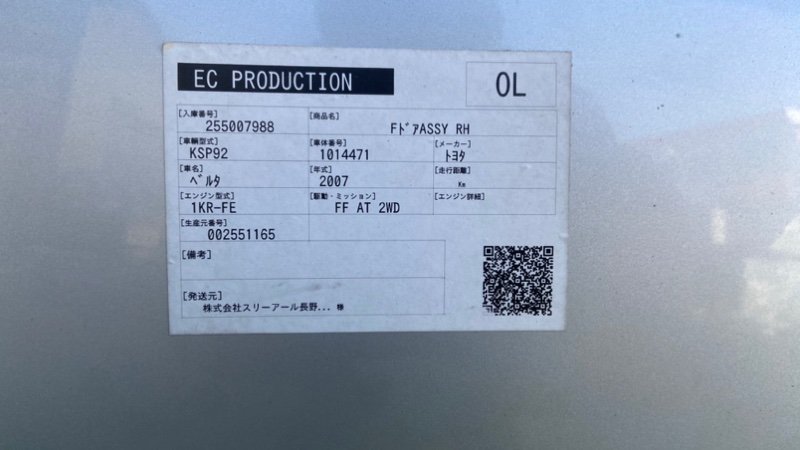 EC PRODUCTION
OL
[入庫番号]
255007988
[商品名]
FドアASSY RH
[車輌型式]
KSP92
[車体番号]
1014471
[メーカー]
トヨタ
[車名]
ベルタ
[年式]
2007
[走行距離]
Km
[エンジン型式]
1KR-FE
[駆動・ミッション]
FF AT 2WD
[エンジン詳細]
[生産元番号]
002551165
[備考]
[発送元]
株式会社スリーアール長野... 様